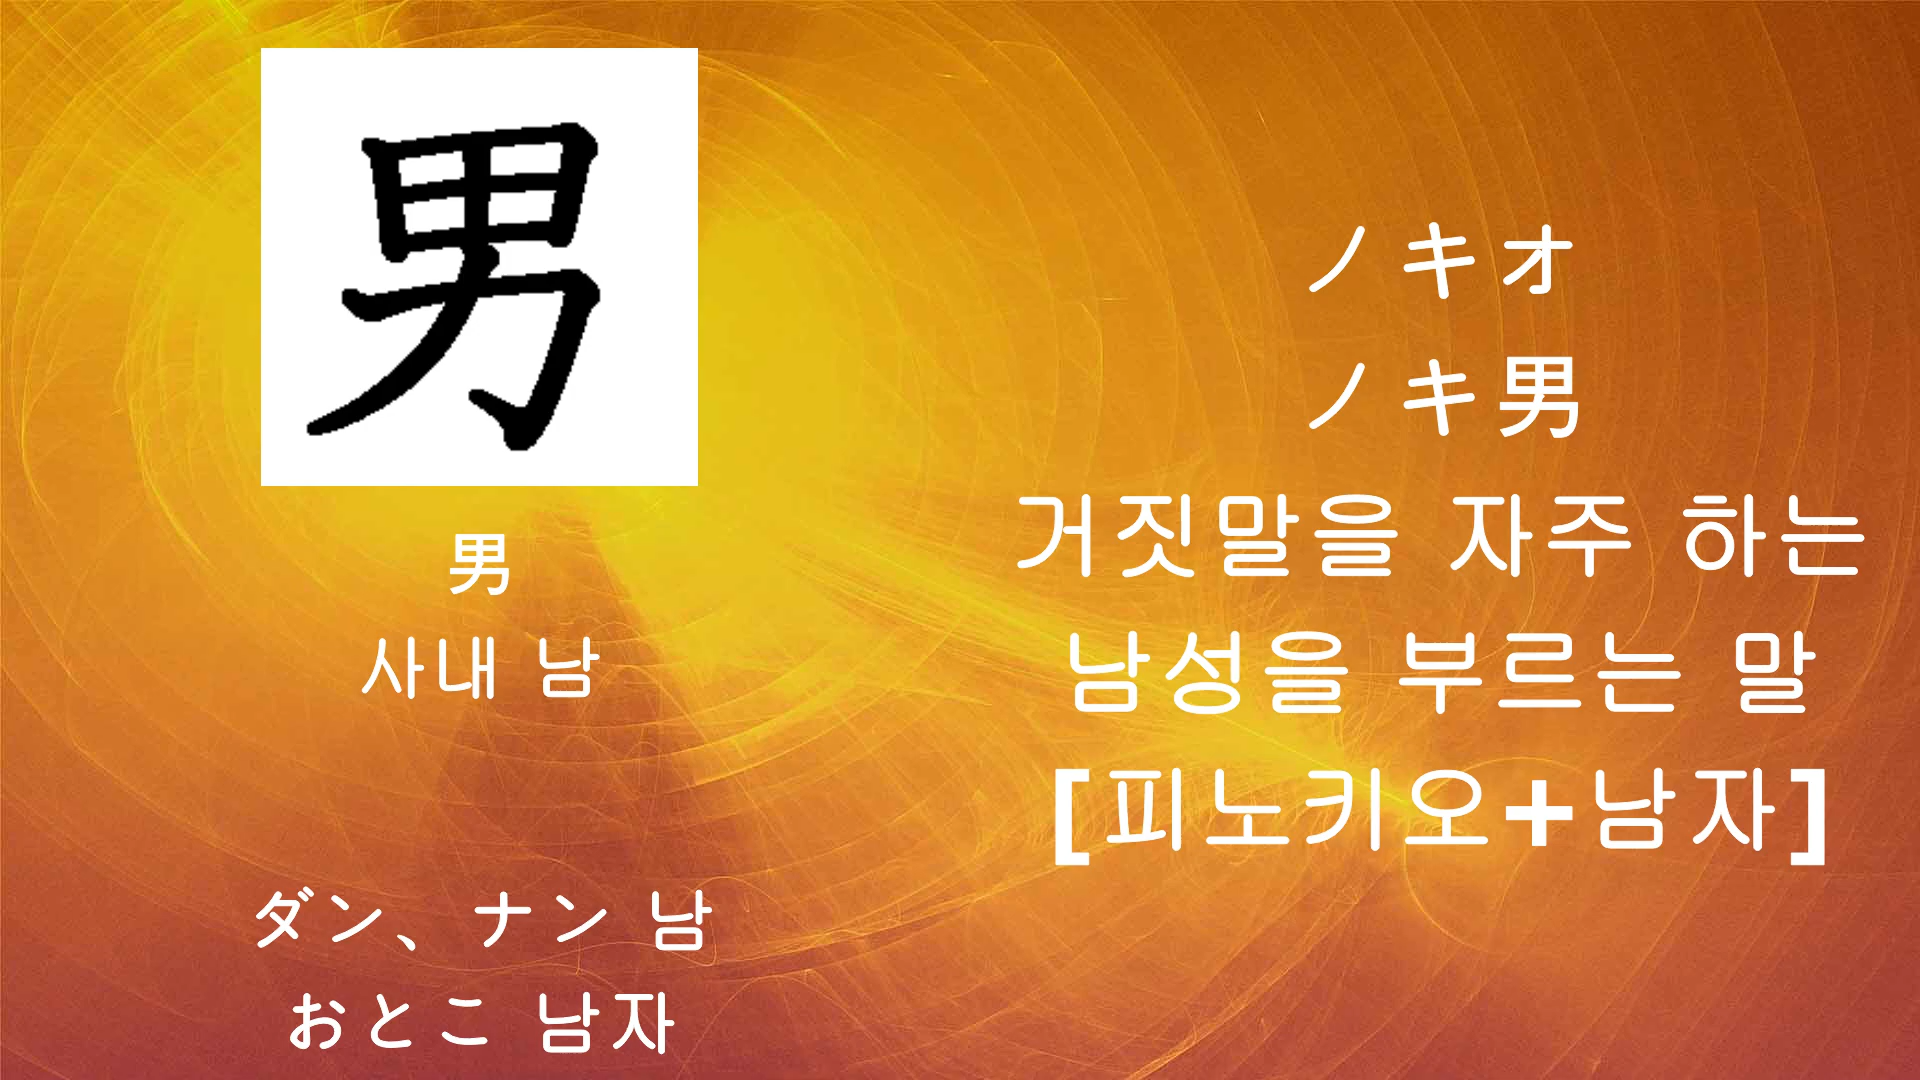 男
男
사내 남
ダン、ナン 남
おとこ 남자
ノキオ
ノキ男
거짓말을 자주 하는
남성을 부르는 말
[피노키오+남자]